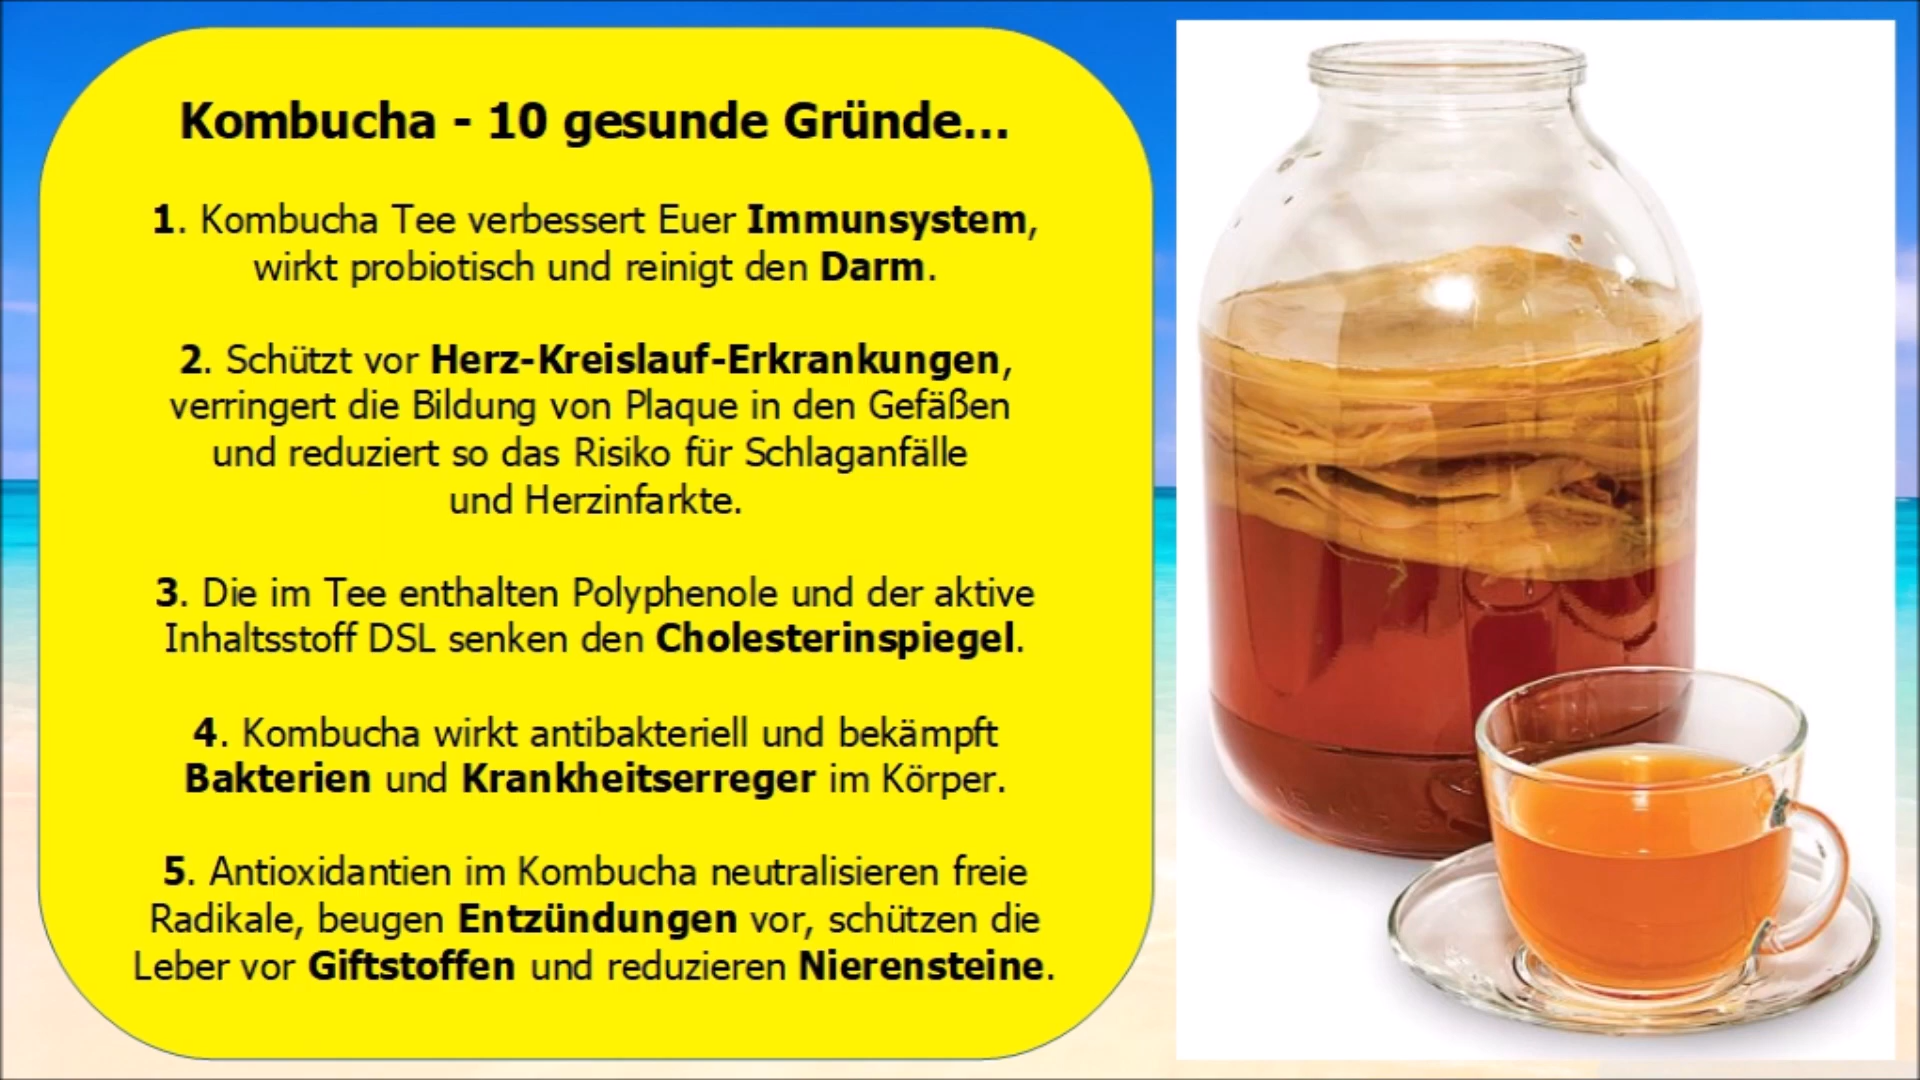 Kombucha - 10 gesunde Gründe...
1. Kombucha Tee verbessert Euer Immunsystem,
wirkt probiotisch und reinigt den Darm.
2. Schützt vor Herz-Kreislauf-Erkrankungen,
verringert die Bildung von Plaque in den Gefäßen
und reduziert so das Risiko für Schlaganfälle
und Herzinfarkte.
3. Die im Tee enthalten Polyphenole und der aktive
Inhaltsstoff DSL senken den Cholesterinspiegel.
4. Kombucha wirkt antibakteriell und bekämpft
Bakterien und Krankheitserreger im Körper.
5. Antioxidantien im Kombucha neutralisieren freie
Radikale, beugen Entzündungen vor, schützen die
Leber vor Giftstoffen und reduzieren Nierensteine.